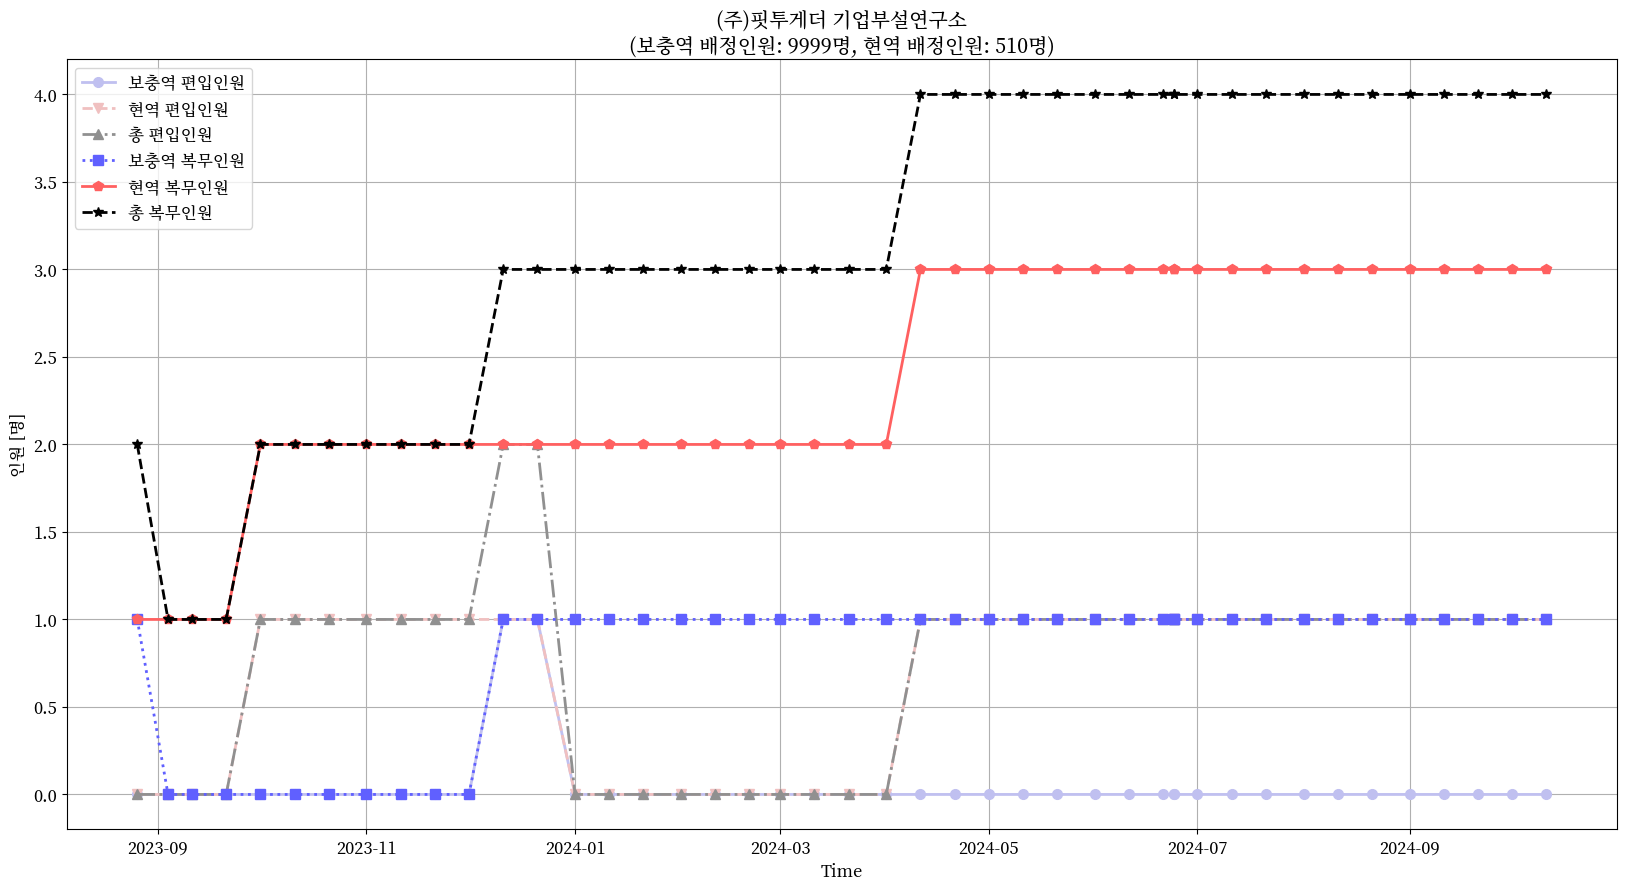 (주)핏투게더 기업부설연구소
(보충역 배정인원: 9999명, 현역 배정인원: 510명)
보충역 편입인원
현역 편입인원
총 편입인원
보충역 복무인원
현역 복무인원
총 복무인원
4.0
3.5
3.0
2.5
2.0
1.5
1.0
0.5
0.0
인원 [명]
2023-09 2023-11 2024-01 2024-03 2024-05 2024-07 2024-09
Time